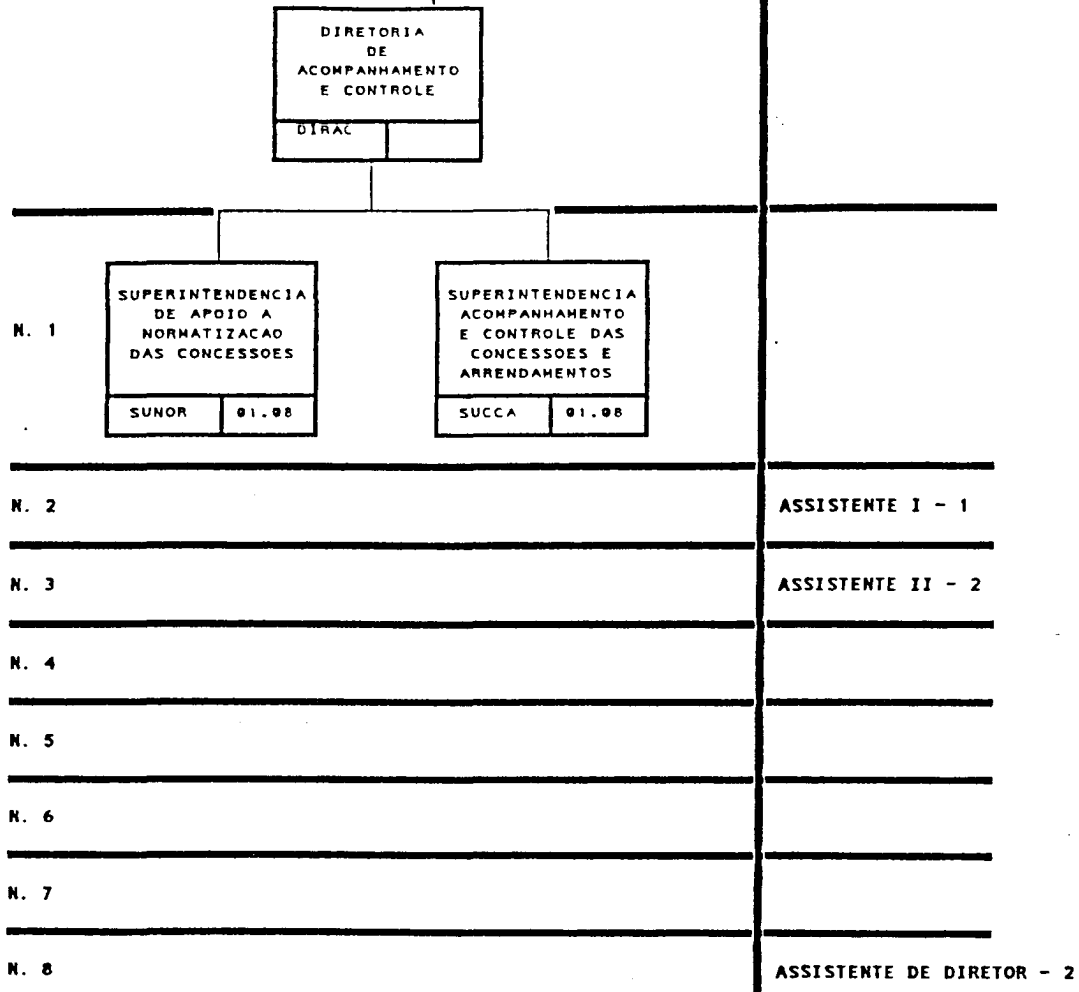 DIRETORIA
DE
ACOMPANHAMENTO
E CONTROLE
DIRAC
N. 1
SUPERINTENDENCIA
DE APOIO A
NORMATIZACAO
DAS CONCESSOES
SUNOR 01.08
SUPERINTENDENCIA
ACOMPANHAMENTO
E CONTROLE DAS
CONCESSOES E
ARRENDAMENTOS
SUCCA 01.08
N. 2 ASSISTENTE I - 1
N. 3 ASSISTENTE II - 2
N. 4
N. 5
N. 6
N. 7
N. 8 ASSISTENTE DE DIRETOR - 2